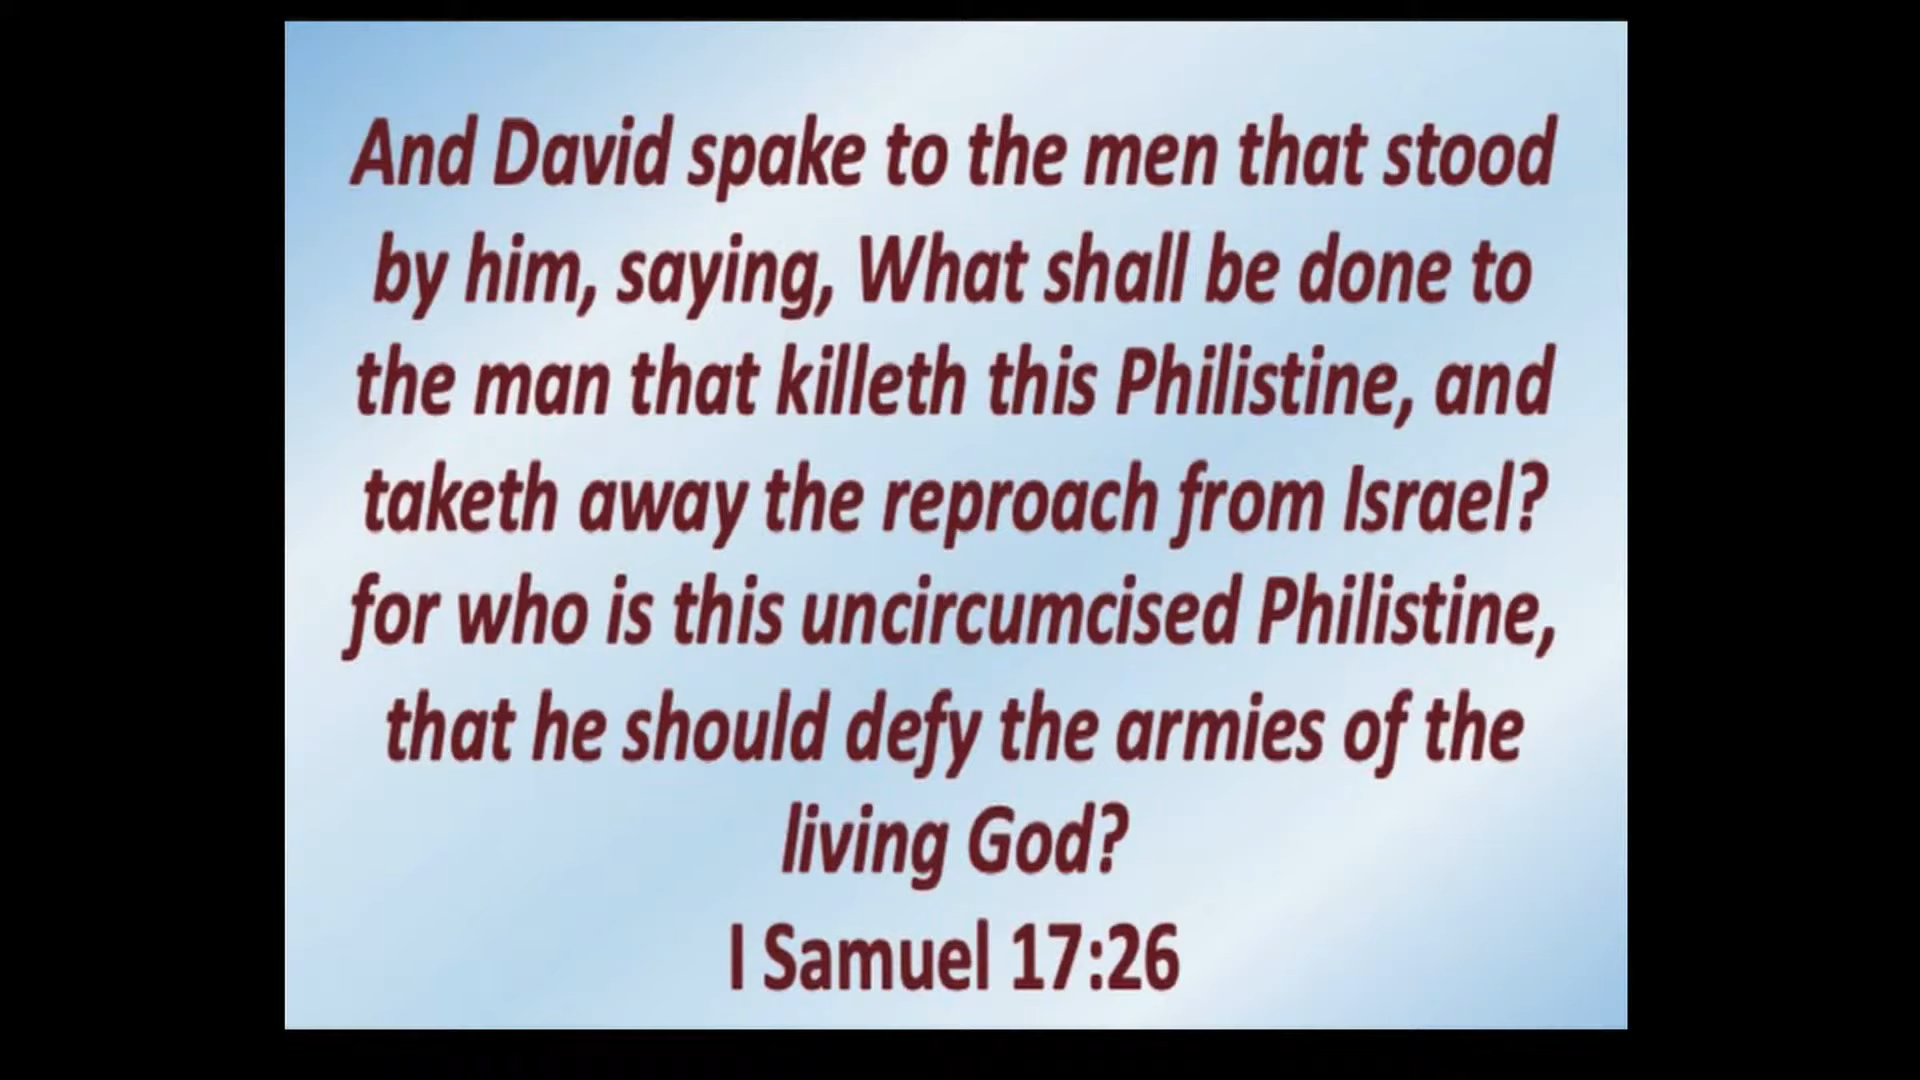 And David spake to the men that stood
by him, saying, What shall be done to
the man that killeth this Philistine, and
taketh away the reproach from Israel?
for who is this uncircumcised Philistine,
that he should defy the armies of the
living God?
I Samuel 17:26